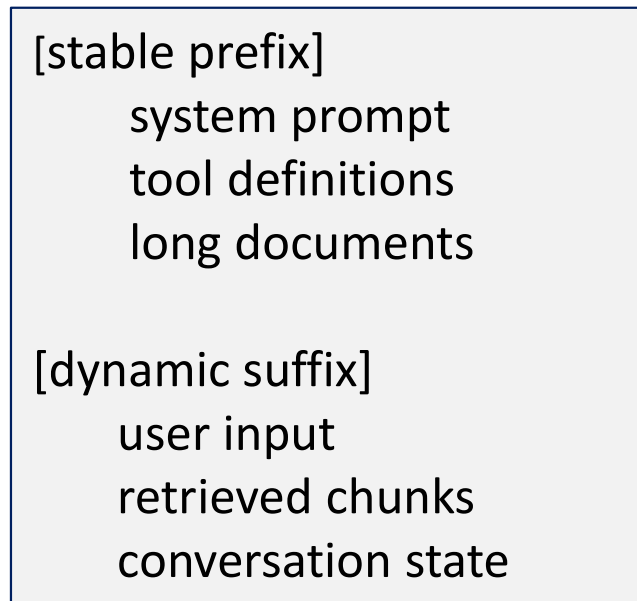 [stable prefix]
system prompt
tool definitions
long documents
[dynamic suffix]
user input
retrieved chunks
conversation state